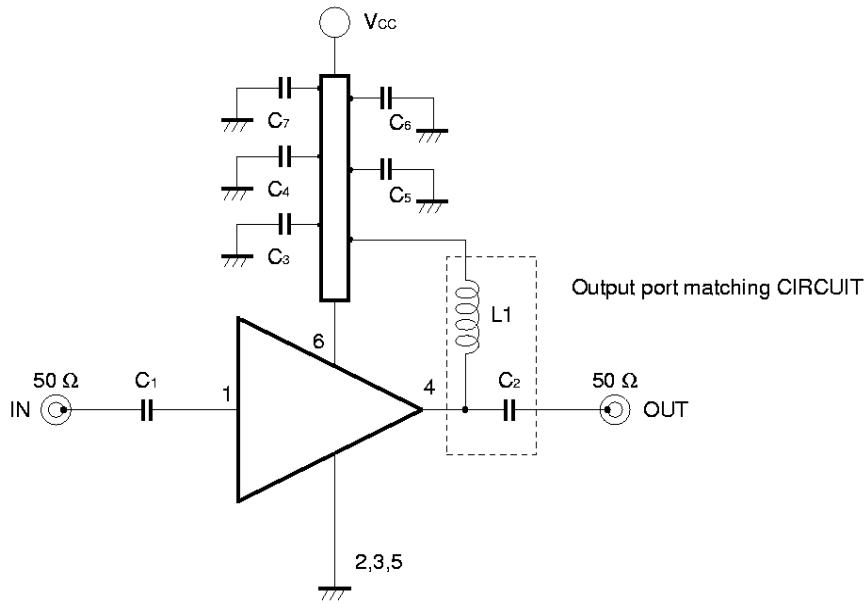 VCC
C7
C6
C4
C5
C3
L1
Output port matching CIRCUIT
6
50 Ω
C1
1
4
C2
50 Ω
IN
OUT
2,3,5